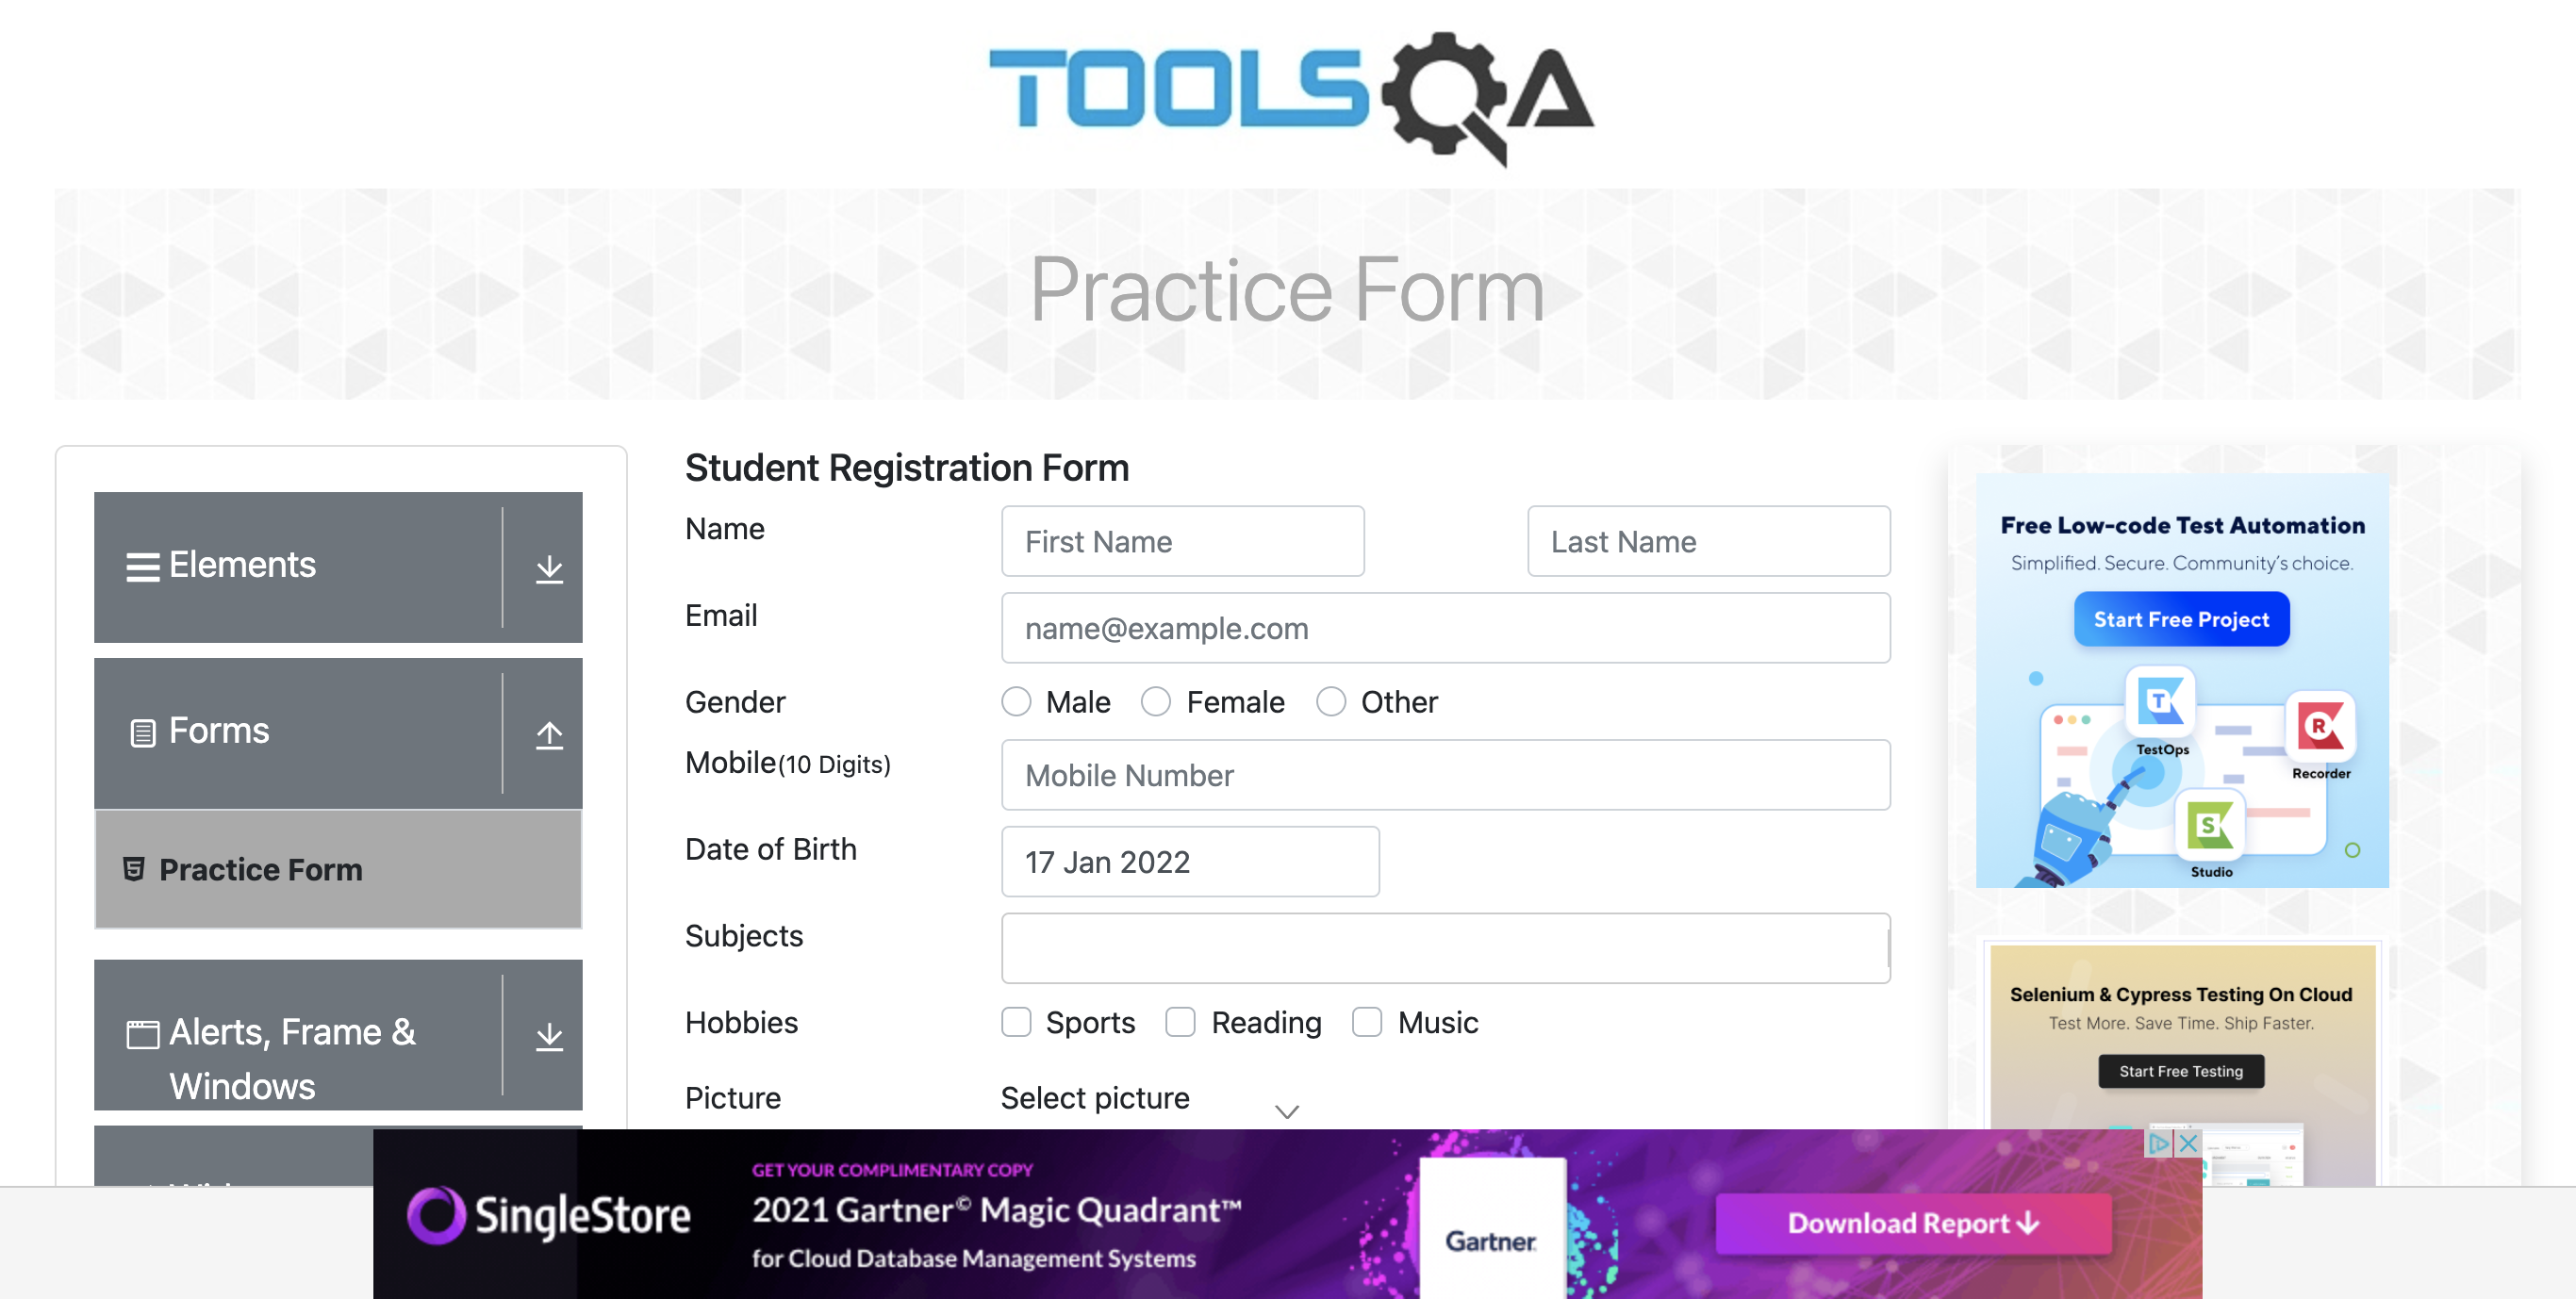 TOOLSQA
Practice Form
Elements
Forms
Practice Form
Alerts, Frame &
Windows
Student Registration Form
Name
First Name
Last Name
Email
name@example.com
Gender
Male
Female
Other
Mobile(10 Digits)
Mobile Number
Date of Birth
17 Jan 2022
Subjects
Hobbies
Sports
Reading
Music
Picture
Select picture
Free Low-code Test Automation
Simplified. Secure. Community's choice.
Start Free Project
T
TestOps
R
Recorder
S
Studio
Selenium & Cypress Testing On Cloud
Test More. Save Time. Ship Faster.
Start Free Testing
SingleStore
GET YOUR COMPLIMENTARY COPY
2021 Gartner© Magic Quadrant™
for Cloud Database Management Systems
Gartner
Download Report